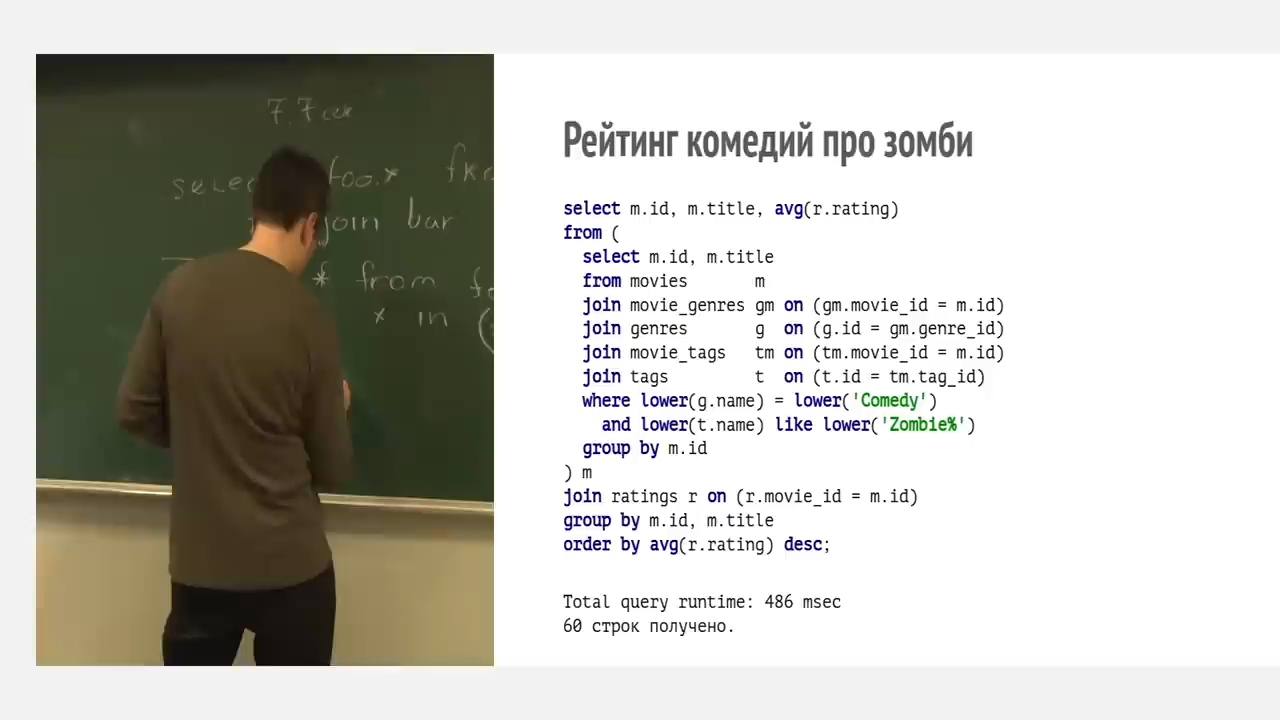 7.7сек
foo.*
join bar
* from
* in (
Рейтинг комедий про зомби
select m.id, m.title, avg(r.rating)
from (
  select m.id, m.title
  from movies       m
  join movie_genres gm on (gm.movie_id = m.id)
  join genres       g  on (g.id = gm.genre_id)
  join movie_tags   tm on (tm.movie_id = m.id)
  join tags         t  on (t.id = tm.tag_id)
  where lower(g.name) = lower('Comedy')
    and lower(t.name) like lower('Zombie%')
  group by m.id
) m
join ratings r on (r.movie_id = m.id)
group by m.id, m.title
order by avg(r.rating) desc;
Total query runtime: 486 msec
60 строк получено.